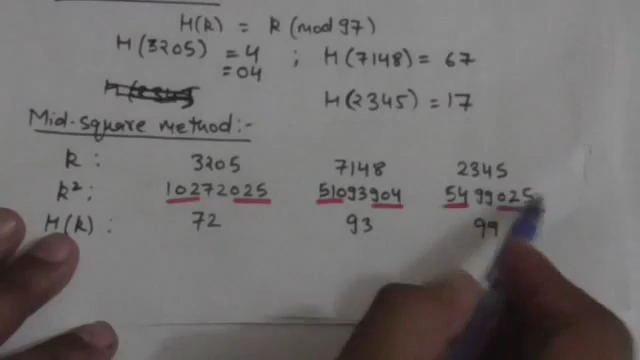 H(k) = k (mod 97)
H(3205) = 4 ; H(7148) = 67
= 04
H(2345) = 17
Mid-square method:-
k : 3205 7148 2345
k²: 10272025 51093904 5499025
H(k) : 72 93 99